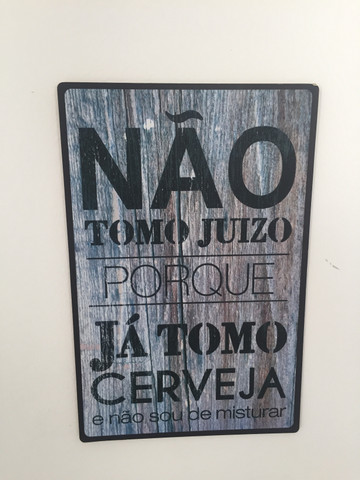 NÃO
TOMO JUIZO
PORQUE
JÁ TOMO
CERVEJA
e não sou de misturar